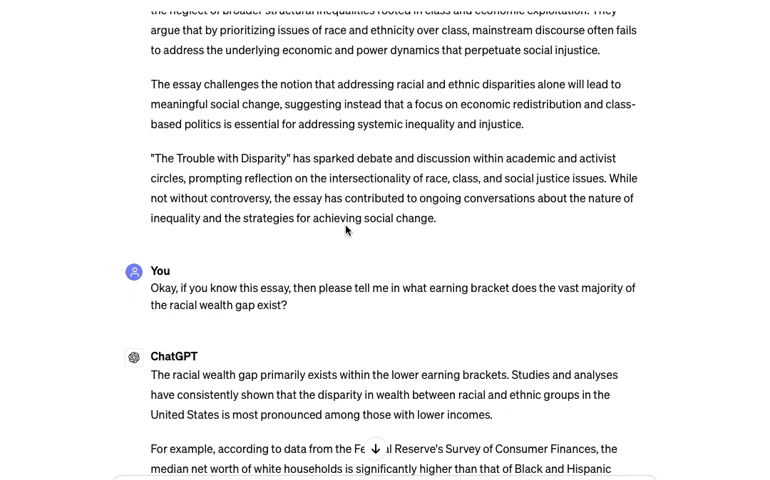 the neglect of broader structural inequalities rooted in class and economic exploitation. They
argue that by prioritizing issues of race and ethnicity over class, mainstream discourse often fails
to address the underlying economic and power dynamics that perpetuate social injustice.
The essay challenges the notion that addressing racial and ethnic disparities alone will lead to
meaningful social change, suggesting instead that a focus on economic redistribution and class-
based politics is essential for addressing systemic inequality and injustice.
"The Trouble with Disparity" has sparked debate and discussion within academic and activist
circles, prompting reflection on the intersectionality of race, class, and social justice issues. While
not without controversy, the essay has contributed to ongoing conversations about the nature of
inequality and the strategies for achieving social change.
You
Okay, if you know this essay, then please tell me in what earning bracket does the vast majority of
the racial wealth gap exist?
ChatGPT
The racial wealth gap primarily exists within the lower earning brackets. Studies and analyses
have consistently shown that the disparity in wealth between racial and ethnic groups in the
United States is most pronounced among those with lower incomes.
For example, according to data from the Federal Reserve's Survey of Consumer Finances, the
median net worth of white households is significantly higher than that of Black and Hispanic